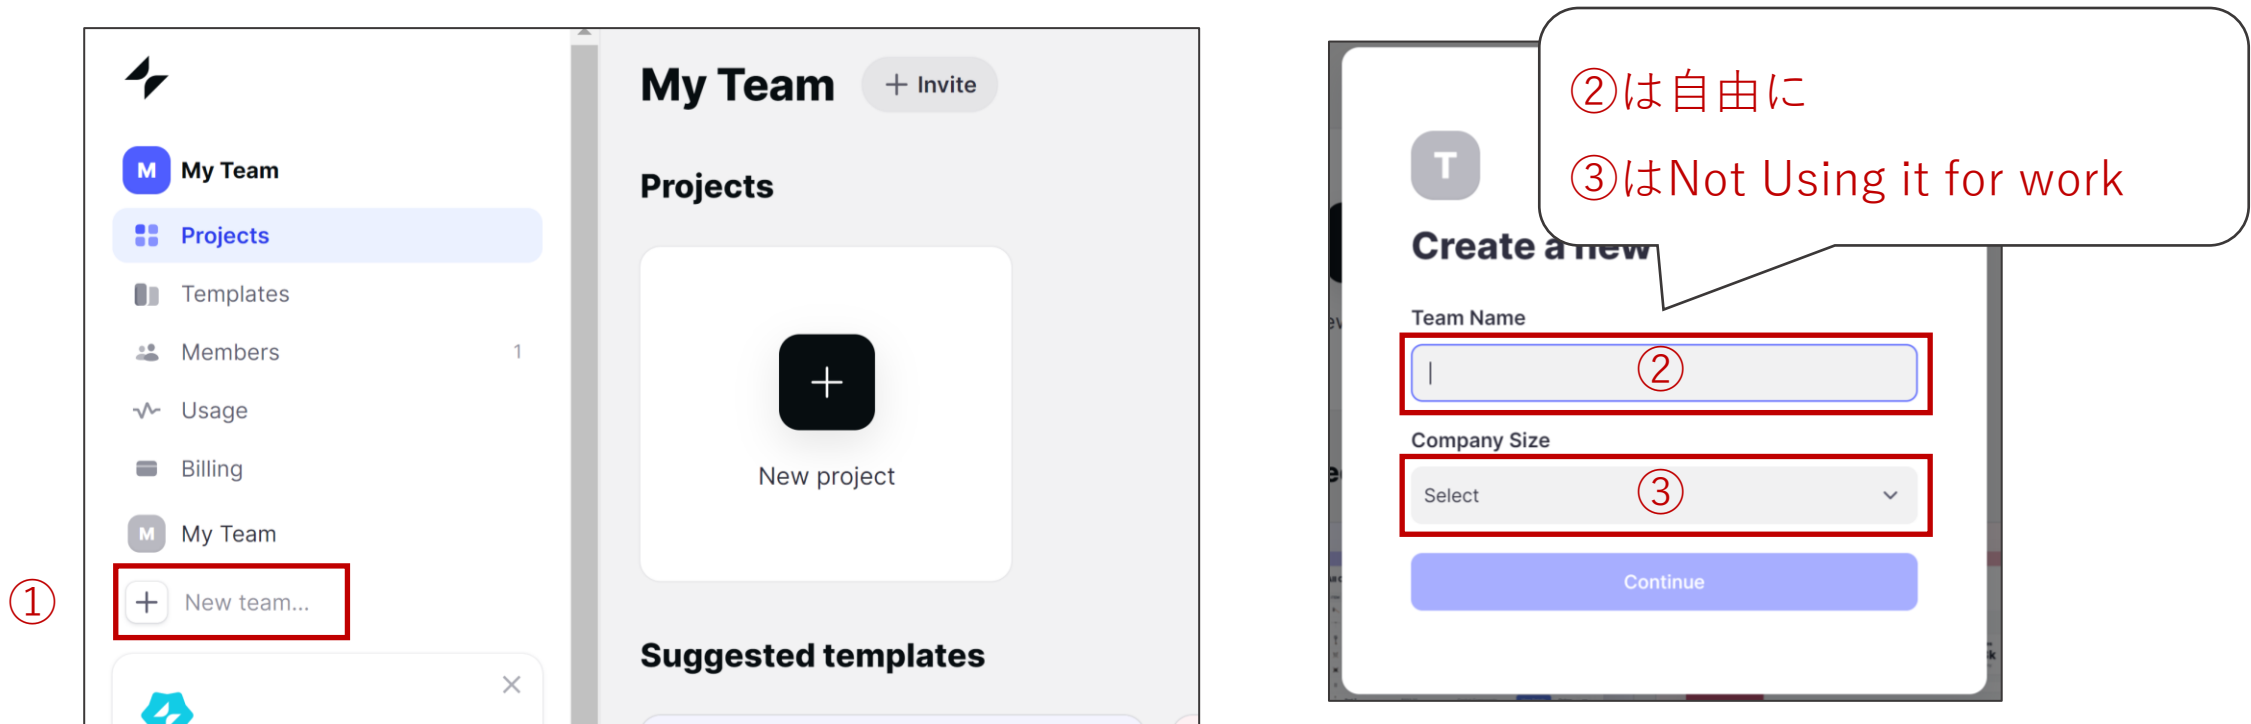 M My Team
Projects
Templates
Members 1
Usage
Billing
M My Team
① + New team...
My Team + Invite
Projects
New project
Suggested templates
②は自由に
③はNot Using it for work
T
Create a new
Team Name
②
Company Size
Select ③
Continue